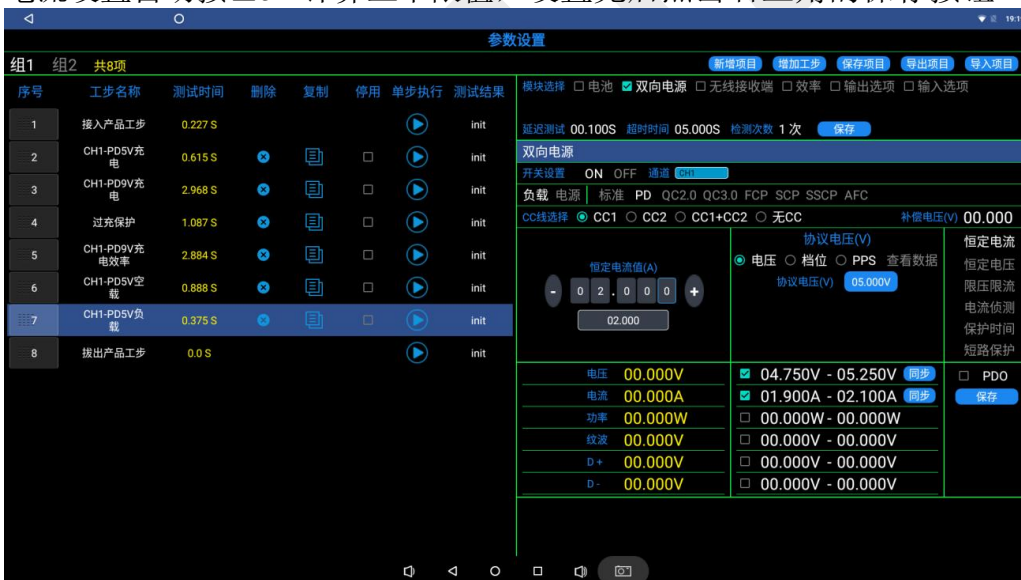 19:1
参数设置
组1 组2 共8项 新增项目 增加工步 保存项目 导出项目 导入项目
序号 工步名称 测试时间 删除 复制 停用 单步执行 测试结果
1 接入产品工步 0.227 S init
2 CH1-PD5V充电 0.615 S init
3 CH1-PD9V充电 2.968 S init
4 过充保护 1.087 S init
5 CH1-PD9V充电效率 2.884 S init
6 CH1-PD5V空载 0.888 S init
7 CH1-PD5V负载 0.375 S init
8 拔出产品工步 0.0 S init
模块选择 电池 双向电源 无线接收端 效率 输出选项 输入选项
延迟测试 00.100S 超时时间 05.000S 检测次数 1 次 保存
双向电源
开关设置 ON OFF 通道 CH1
负载 电源 标准 PD QC2.0 QC3.0 FCP SCP SSCP AFC
CC线选择 CC1 CC2 CC1+CC2 无CC 补偿电压(V) 00.000
恒定电流值(A)
- 0 2 . 0 0 0 +
02.000
协议电压(V)
电压 档位 PPS 查看数据
协议电压(V) 05.000V
恒定电流
恒定电压
限压限流
电流侦测
保护时间
短路保护
电压 00.000V 04.750V - 05.250V 同步 PDO
电流 00.000A 01.900A - 02.100A 同步 保存
功率 00.000W 00.000W - 00.000W
纹波 00.000V 00.000V - 00.000V
D + 00.000V 00.000V - 00.000V
D - 00.000V 00.000V - 00.000V